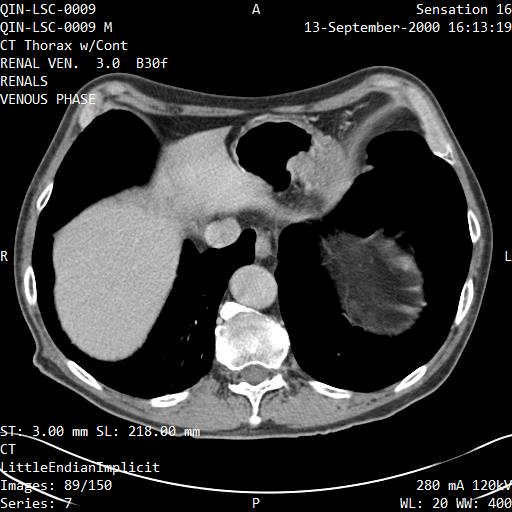 QIN-LSC-0009
A
Sensation 16
QIN-LSC-0009 M
13-September-2000 16:13:19
CT Thorax w/Cont
RENAL VEN.  3.0  B30f
RENALS
VENOUS PHASE
R
L
ST: 3.00 mm SL: 218.00 mm
CT
LittleEndianImplicit
Images: 89/150
280 mA 120kV
Series: 7
P
WL: 20 WW: 400